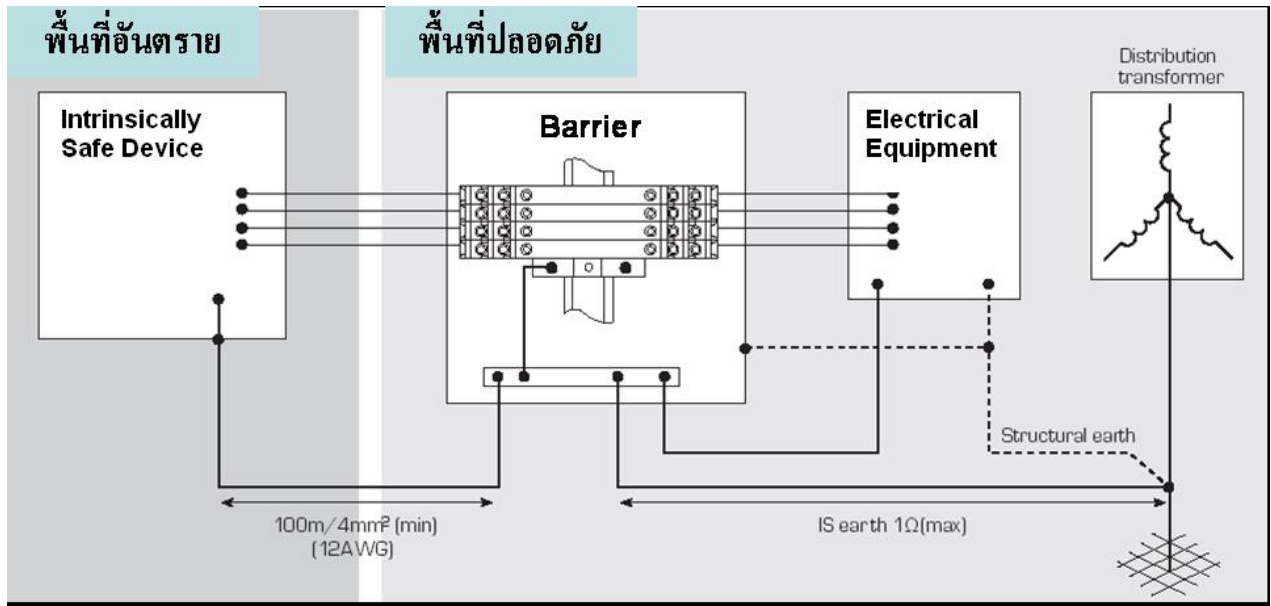 พื้นที่อันตราย
พื้นที่ปลอดภัย
Distribution
transformer
Intrinsically
Safe Device
Barrier
Electrical
Equipment
Structural earth
100m/4mm² (min)
(12AWG)
IS earth 1Ω(max)